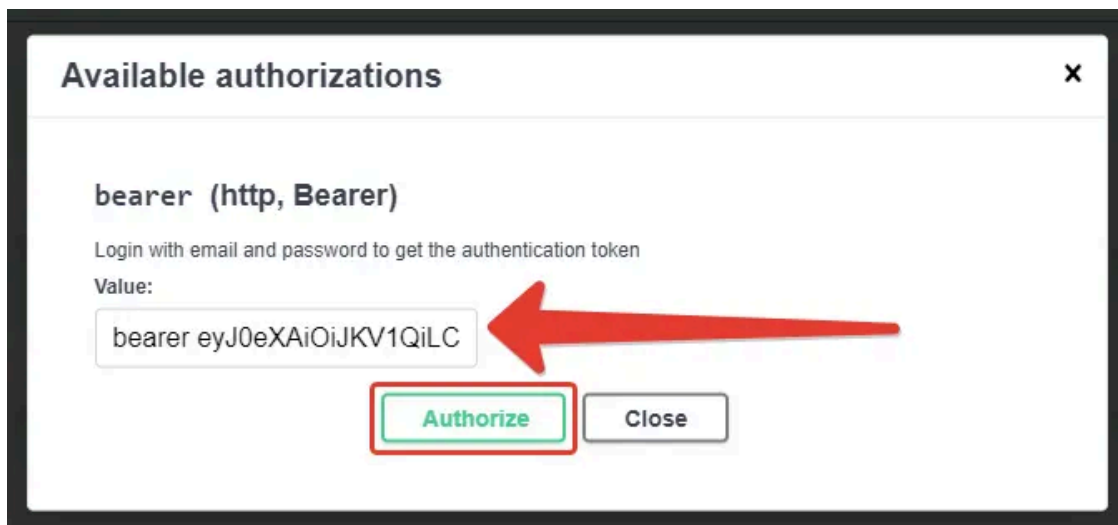 Available authorizations
bearer (http, Bearer)
Login with email and password to get the authentication token
Value:
bearer eyJ0eXAiOiJKV1QiLC
Authorize Close